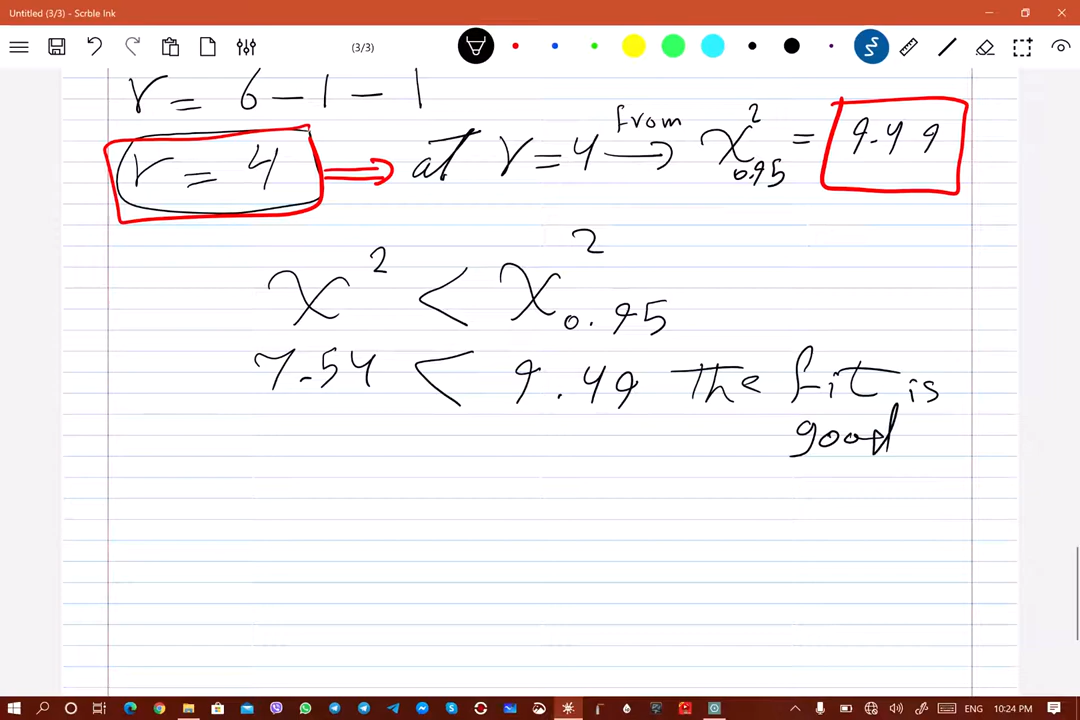 Untitled (3/3) - Scrble Ink
(3/3)
r = 6 - 1 - 1
r = 4 ⇒ at r = 4 from → χ²0.95 = 9.49
χ² < χ²0.95
7.54 < 9.49 The fit is
good
ENG 10:24 PM